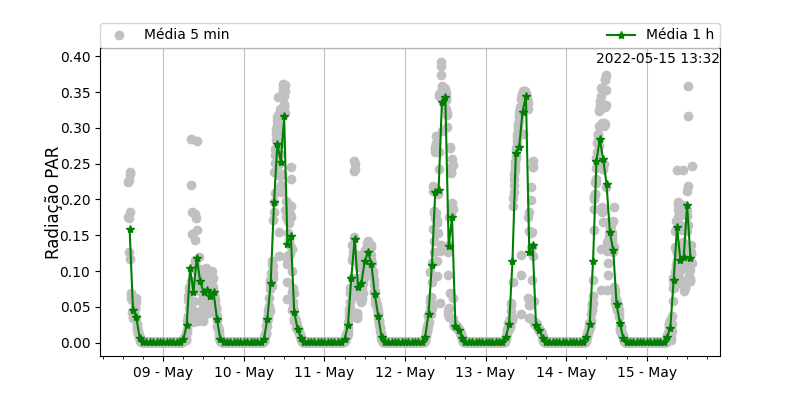 Média 5 min
Média 1 h
2022-05-15 13:32
Radiação PAR
0.40
0.35
0.30
0.25
0.20
0.15
0.10
0.05
0.00
09 - May
10 - May
11 - May
12 - May
13 - May
14 - May
15 - May